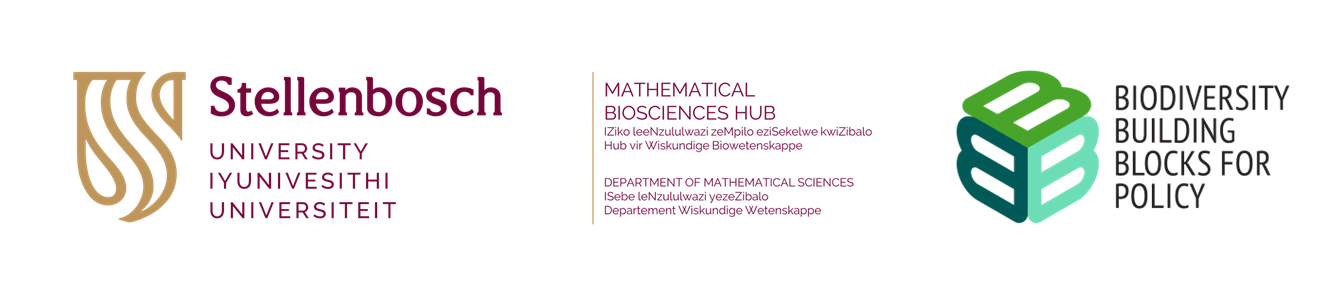 Stellenbosch
UNIVERSITY
IYUNIVESITHI
UNIVERSITEIT
MATHEMATICAL
BIOSCIENCES HUB
IZiko leeNzululwazi zeMpilo eziSekelwe kwiZibalo
Hub vir Wiskundige Biowetenskappe
DEPARTMENT OF MATHEMATICAL SCIENCES
ISebe leNzululwazi yezeZibalo
Departement Wiskundige Wetenskappe
BIODIVERSITY
BUILDING
BLOCKS FOR
POLICY